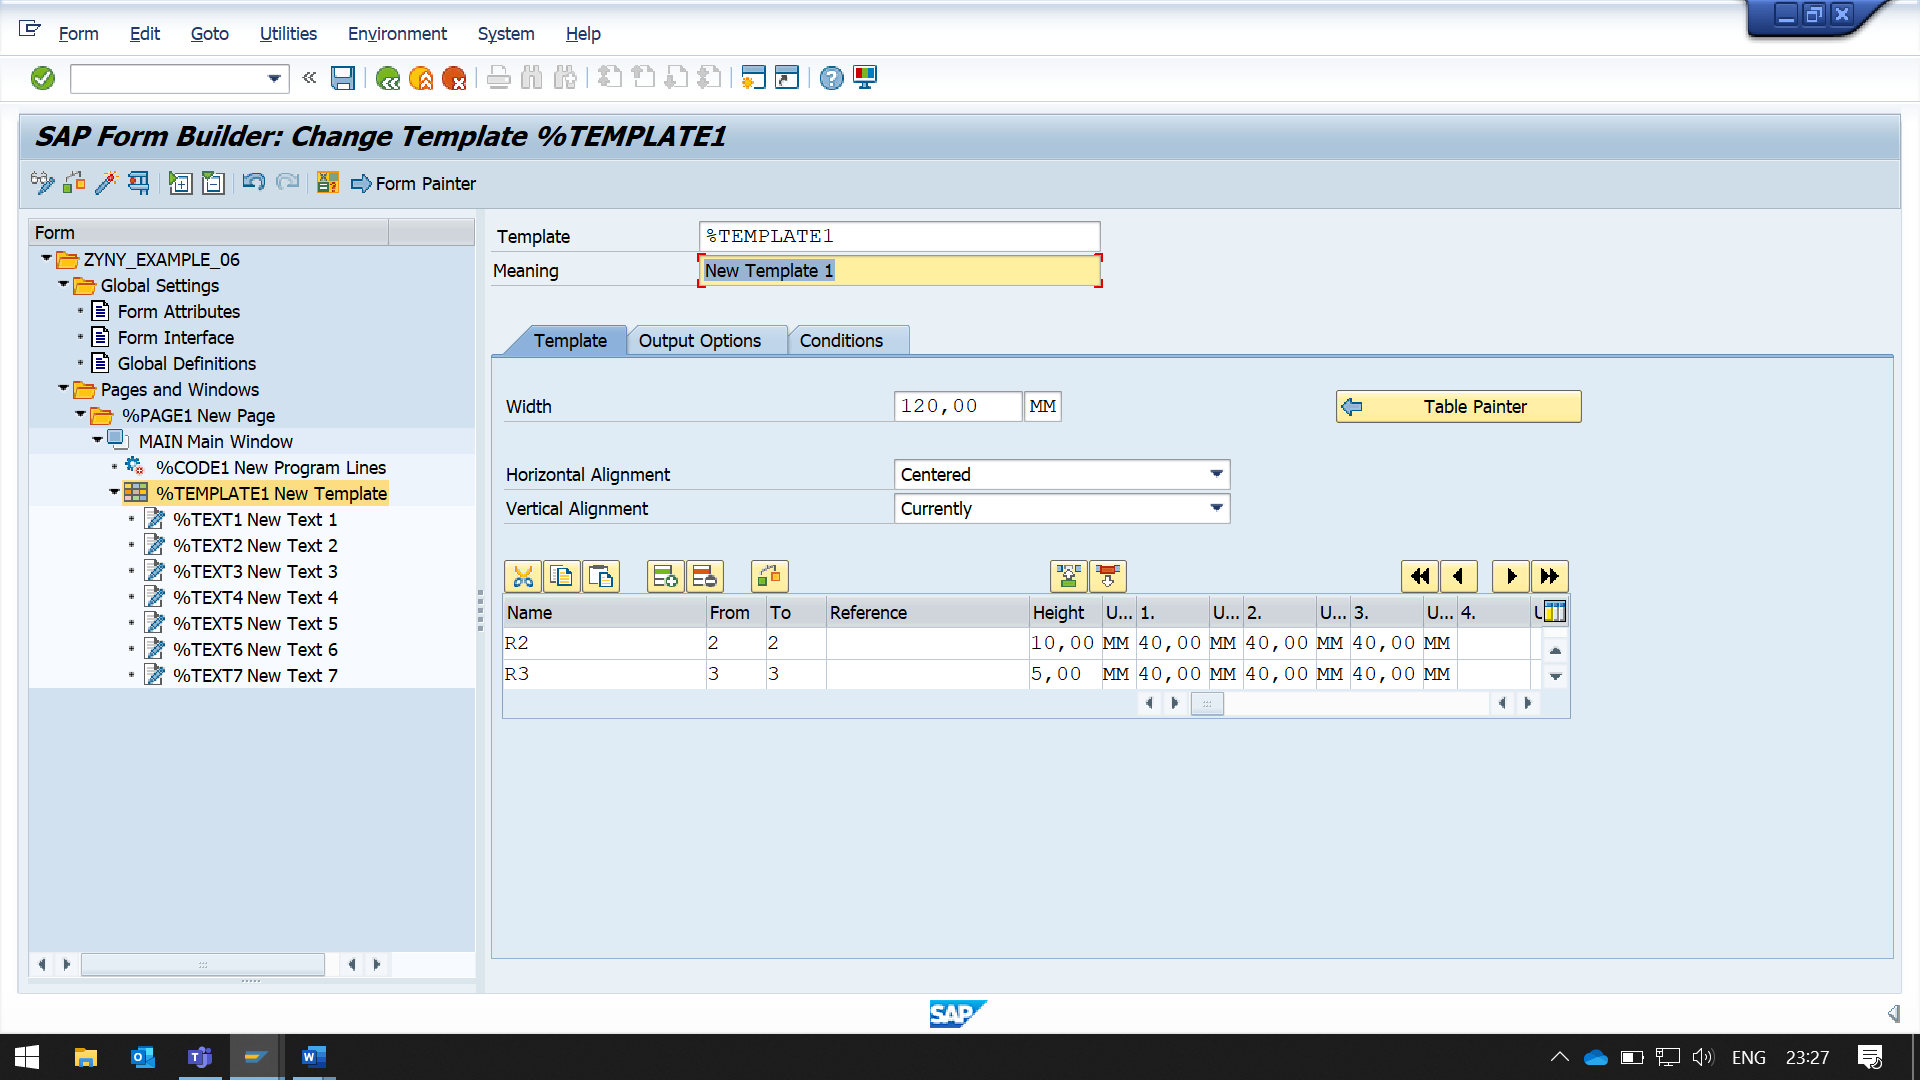 Form Edit Goto Utilities Environment System Help
SAP Form Builder: Change Template %TEMPLATE1
Form Painter
Form
ZYNY_EXAMPLE_06
Global Settings
Form Attributes
Form Interface
Global Definitions
Pages and Windows
%PAGE1 New Page
MAIN Main Window
%CODE1 New Program Lines
%TEMPLATE1 New Template
%TEXT1 New Text 1
%TEXT2 New Text 2
%TEXT3 New Text 3
%TEXT4 New Text 4
%TEXT5 New Text 5
%TEXT6 New Text 6
%TEXT7 New Text 7
Template %TEMPLATE1
Meaning New Template 1
Template Output Options Conditions
Width 120,00 MM Table Painter
Horizontal Alignment Centered
Vertical Alignment Currently
Name From To Reference Height U... 1. U... 2. U... 3. U... 4. U
R2 2 2 10,00 MM 40,00 MM 40,00 MM 40,00 MM
R3 3 3 5,00 MM 40,00 MM 40,00 MM 40,00 MM
SAP
ENG 23:27